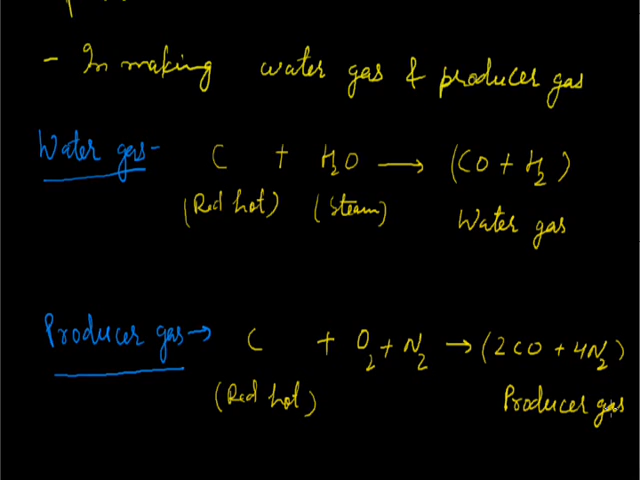 - In making water gas & producer gas
Water gas - C + H₂O → (CO + H₂)
(Red hot) (Steam) Water gas
Producer gas → C + O₂ + N₂ → (2CO + 4N₂)
(Red hot) Producer gas